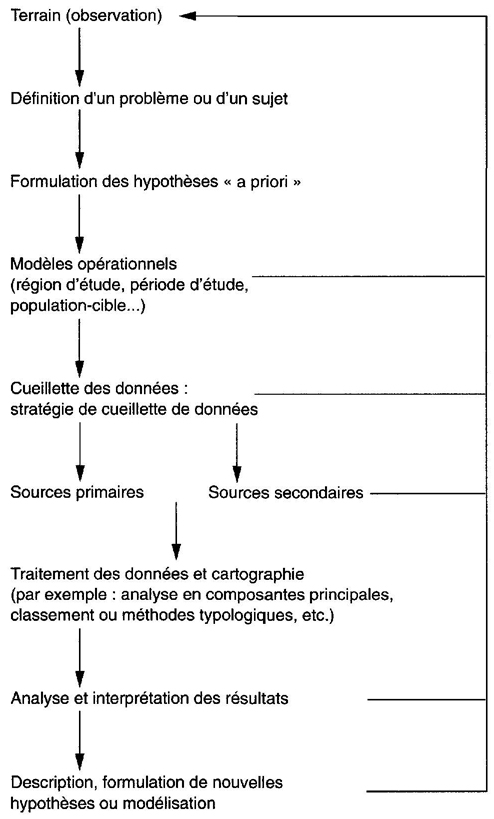 Terrain (observation)
Définition d'un problème ou d'un sujet
Formulation des hypothèses « a priori »
Modèles opérationnels
(région d'étude, période d'étude,
population-cible...)
Cueillette des données :
stratégie de cueillette de données
Sources primaires Sources secondaires
Traitement des données et cartographie
(par exemple : analyse en composantes principales,
classement ou méthodes typologiques, etc.)
Analyse et interprétation des résultats
Description, formulation de nouvelles
hypothèses ou modélisation